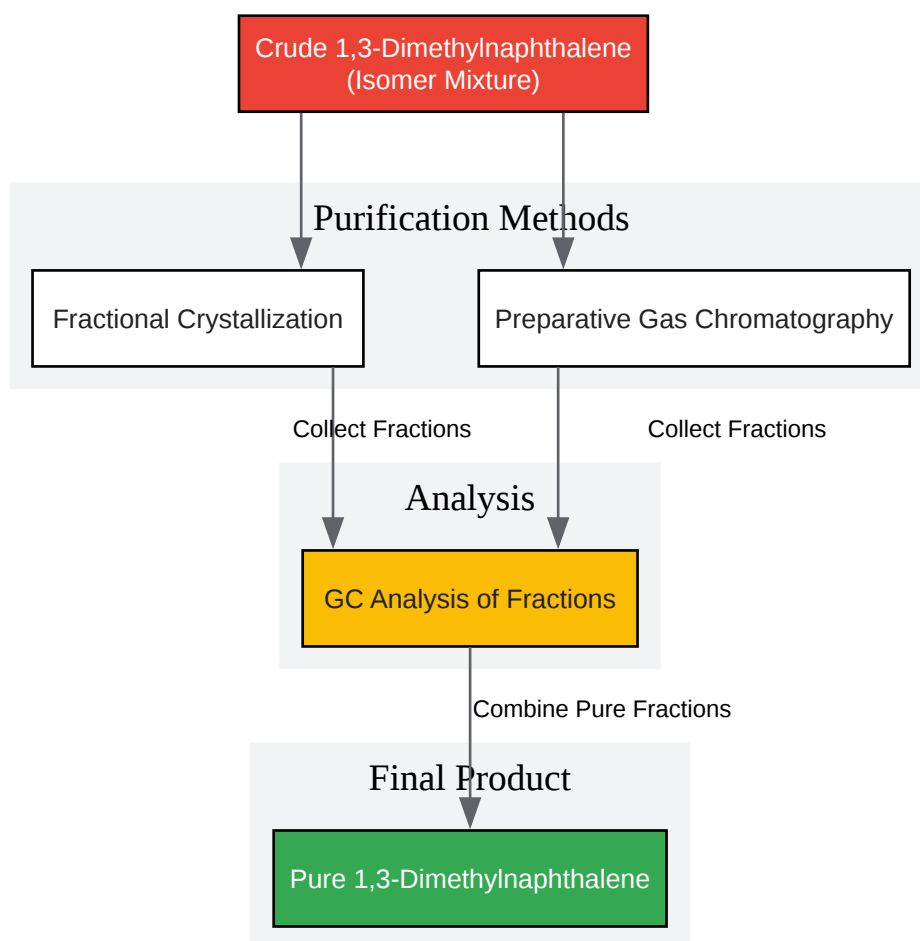 Crude 1,3-Dimethylnaphthalene
(Isomer Mixture)
Purification Methods
Fractional Crystallization
Preparative Gas Chromatography
Collect Fractions
Collect Fractions
Analysis
GC Analysis of Fractions
Combine Pure Fractions
Final Product
Pure 1,3-Dimethylnaphthalene